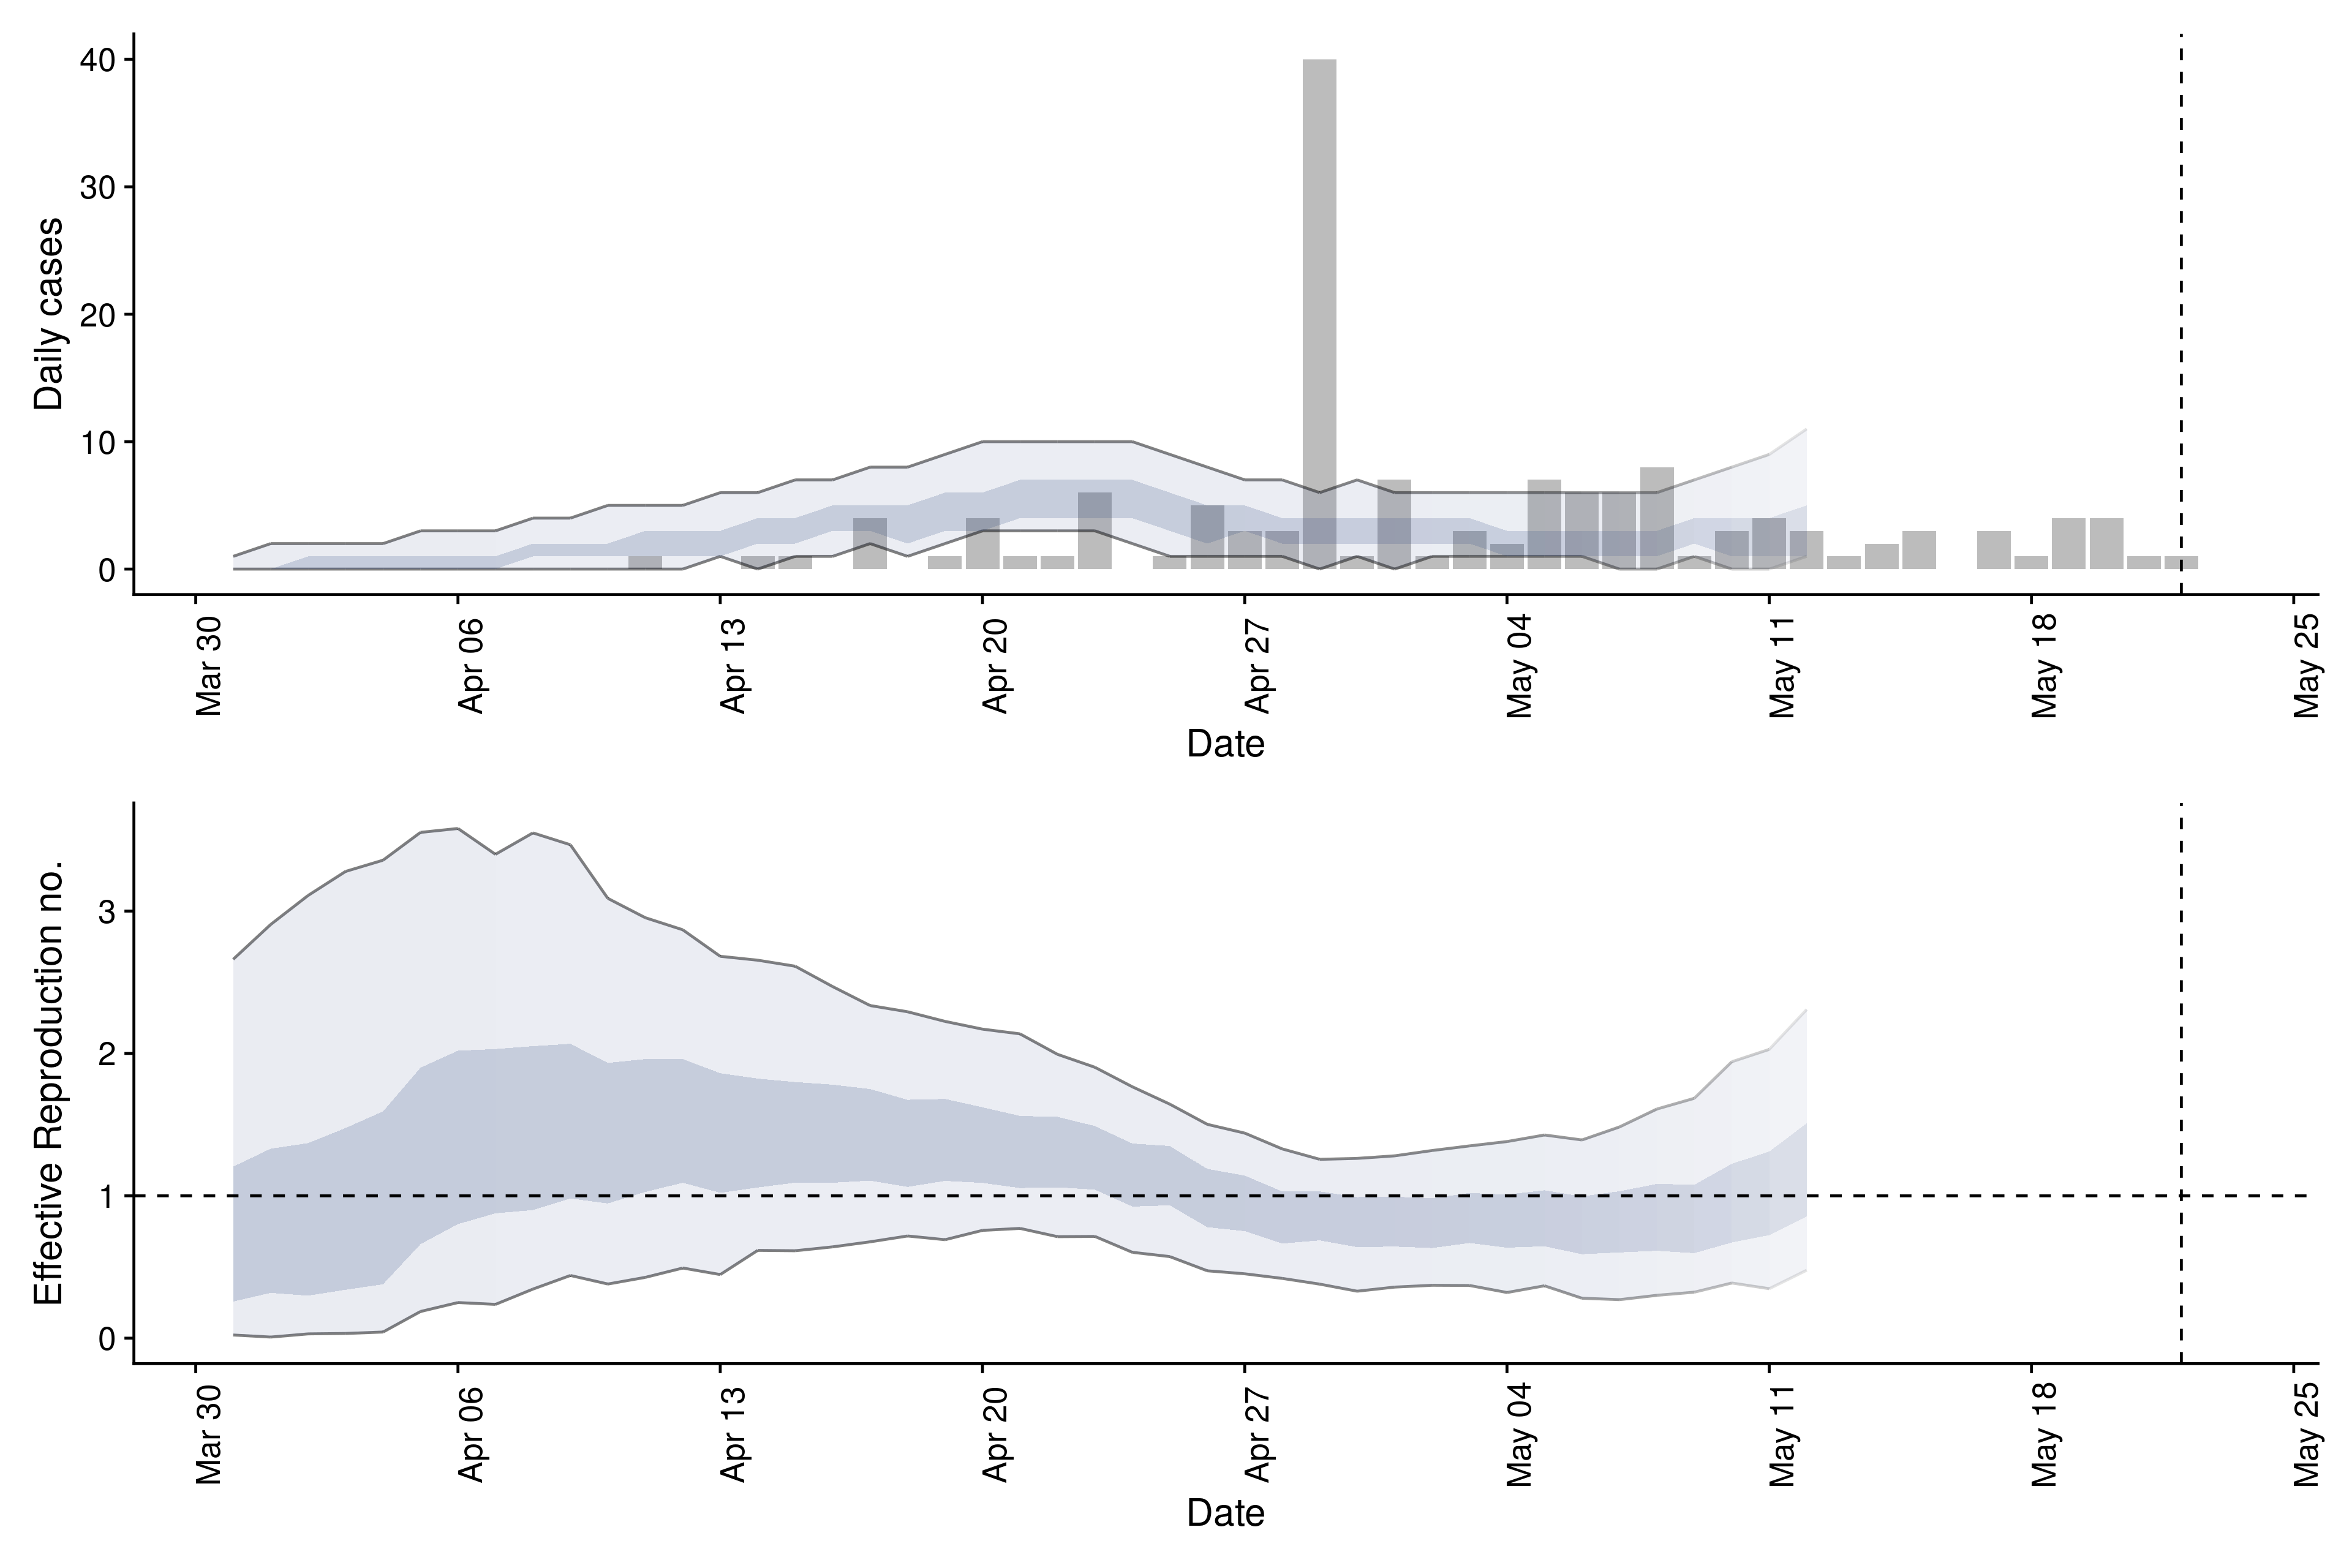 Daily cases
40
30
20
10
0
Mar 30
Apr 06
Apr 13
Apr 20
Apr 27
May 04
May 11
May 18
May 25
Date
Effective Reproduction no.
3
2
1
0
Mar 30
Apr 06
Apr 13
Apr 20
Apr 27
May 04
May 11
May 18
May 25
Date